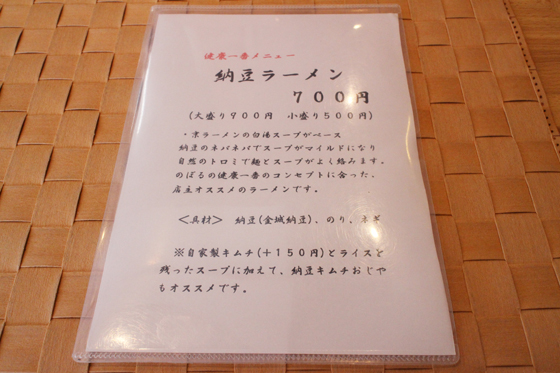 健康一番メニュー
納豆ラーメン
７００円
(大盛り９００円　小盛り５００円)
・京ラーメンの白湯スープがベース
納豆のネバネバでスープがマイルドになり
自然のトロミで麺とスープがよく絡みます。
のぼるの健康一番のコンセプトに合った、
店主オススメのラーメンです。
＜具材＞　納豆(金城納豆)、のり、ネギ
※自家製キムチ(＋１５０円)とライスと
残ったスープに加えて、納豆キムチおじや
もオススメです。